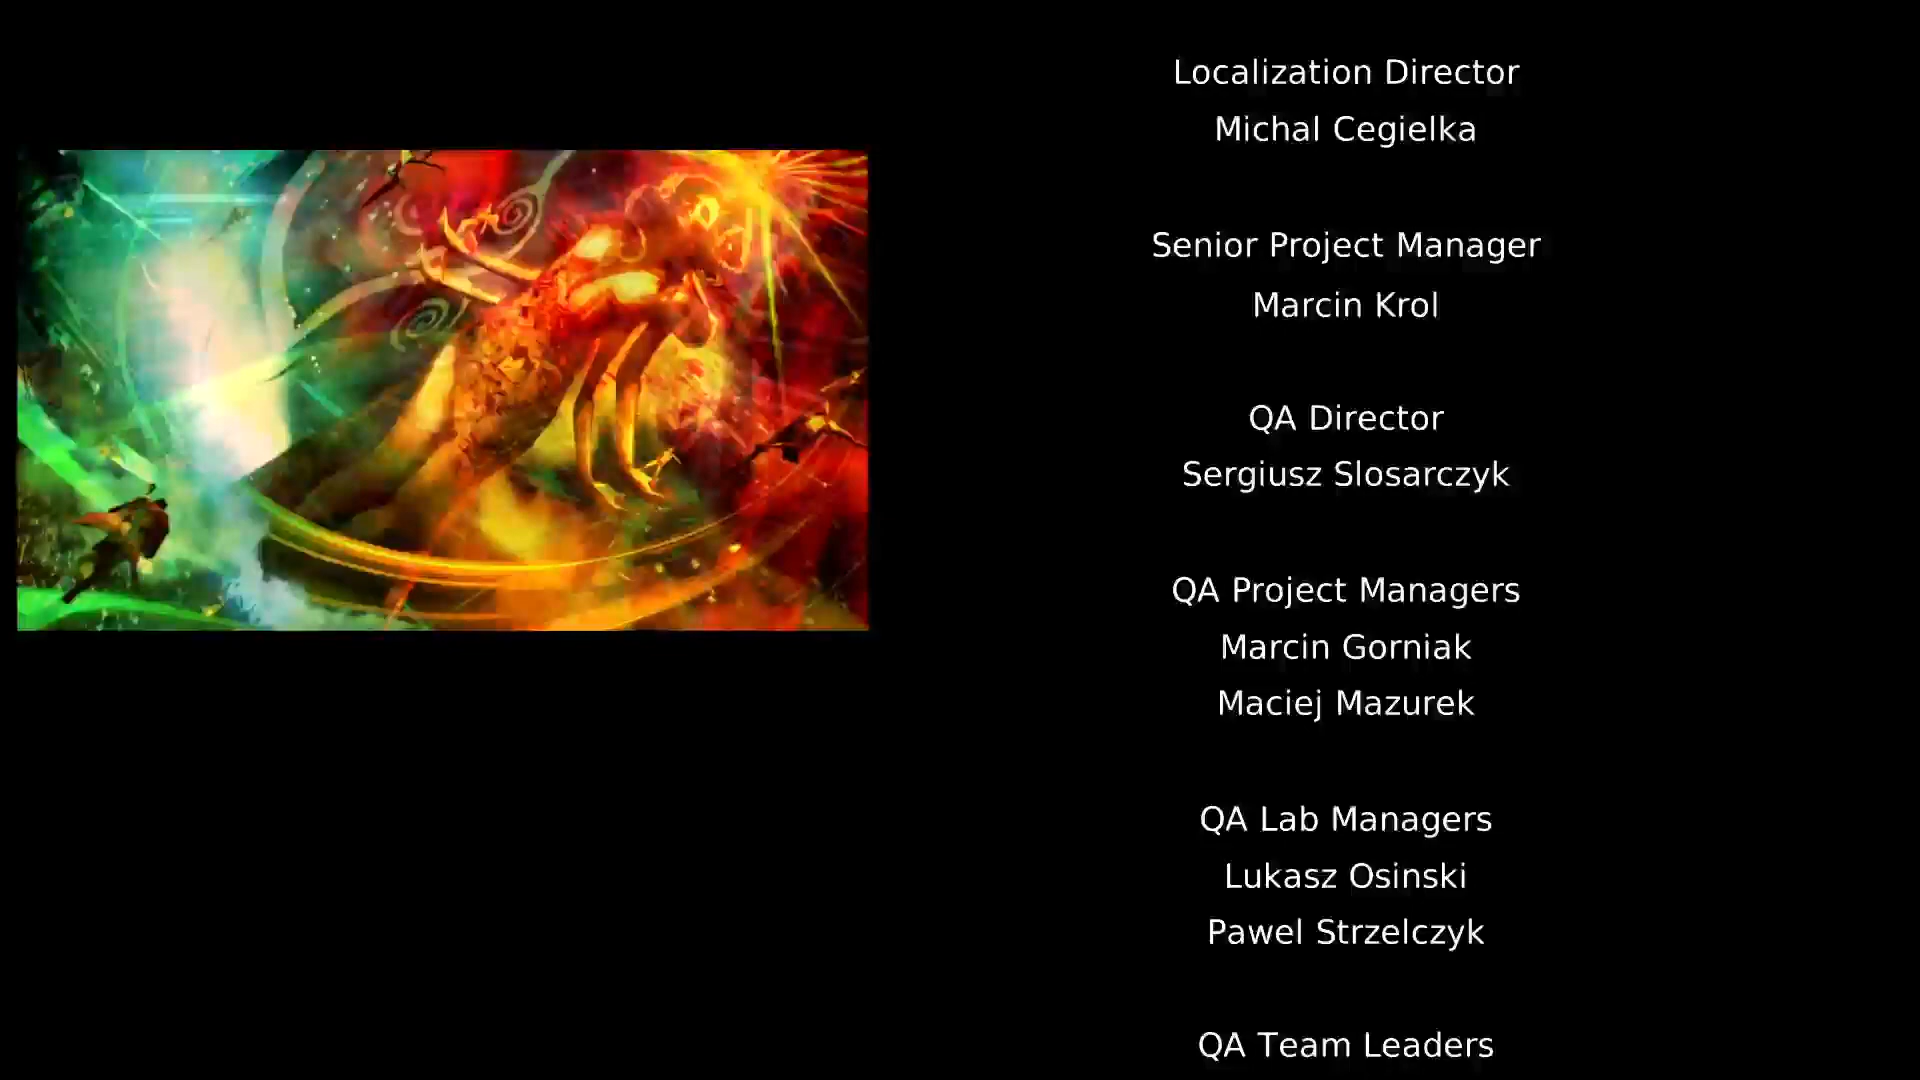 Localization Director
Michal Cegielka
Senior Project Manager
Marcin Krol
QA Director
Sergiusz Slosarczyk
QA Project Managers
Marcin Gorniak
Maciej Mazurek
QA Lab Managers
Lukasz Osinski
Pawel Strzelczyk
QA Team Leaders